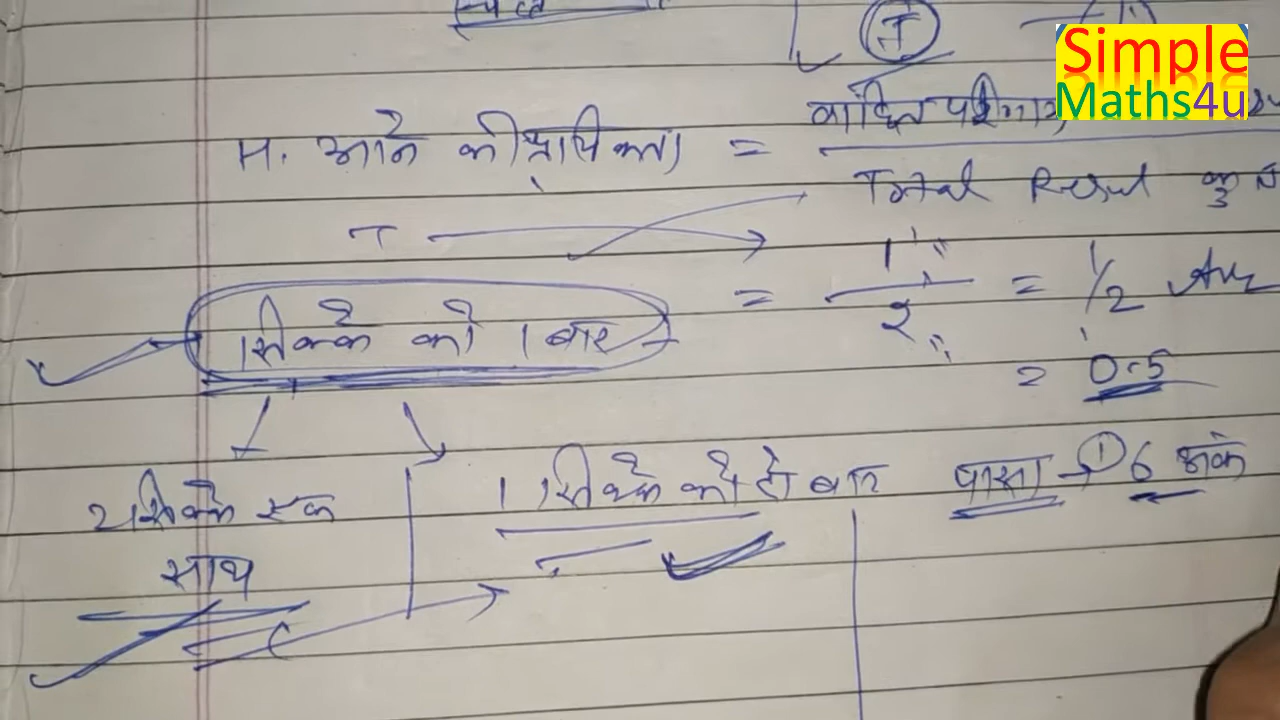 T
Simple
Maths4u
म. आने की प्रायिकता = वांछित परिणाम
Total Resul
T
= 1/2 = 1/2 Ans
सिक्के को 1 बार
= 0.5
2 सिक्के एक
साथ
1 सिक्के को दो बार
पासा → ① 6 अंक